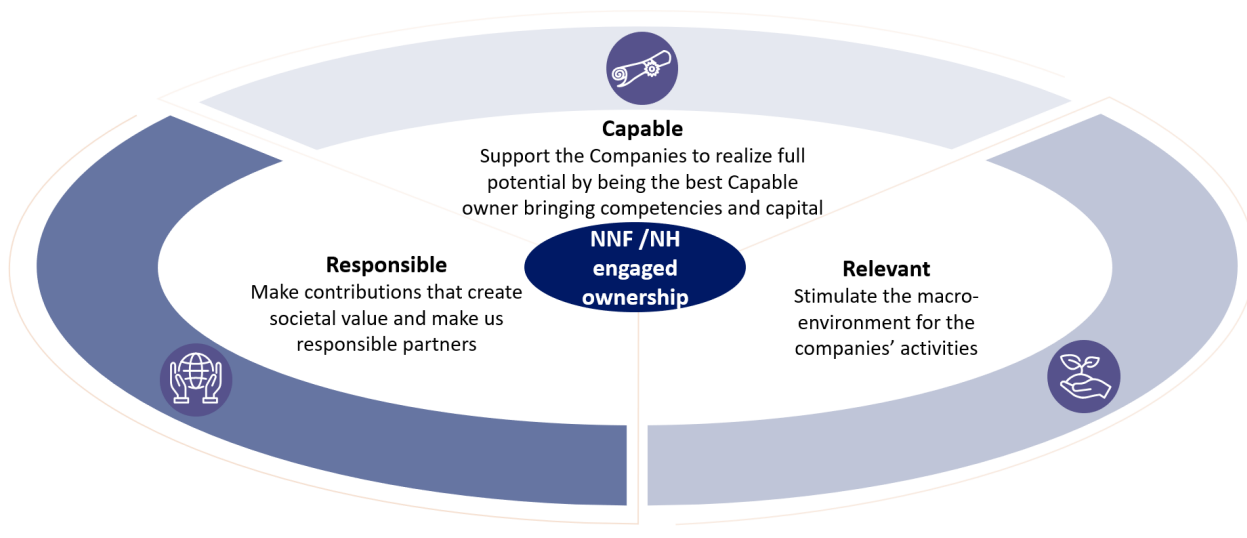 Capable
Support the Companies to realize full
potential by being the best Capable
owner bringing competencies and capital
NNF /NH
engaged
ownership
Responsible
Make contributions that create
societal value and make us
responsible partners
Relevant
Stimulate the macro-
environment for the
companies’ activities